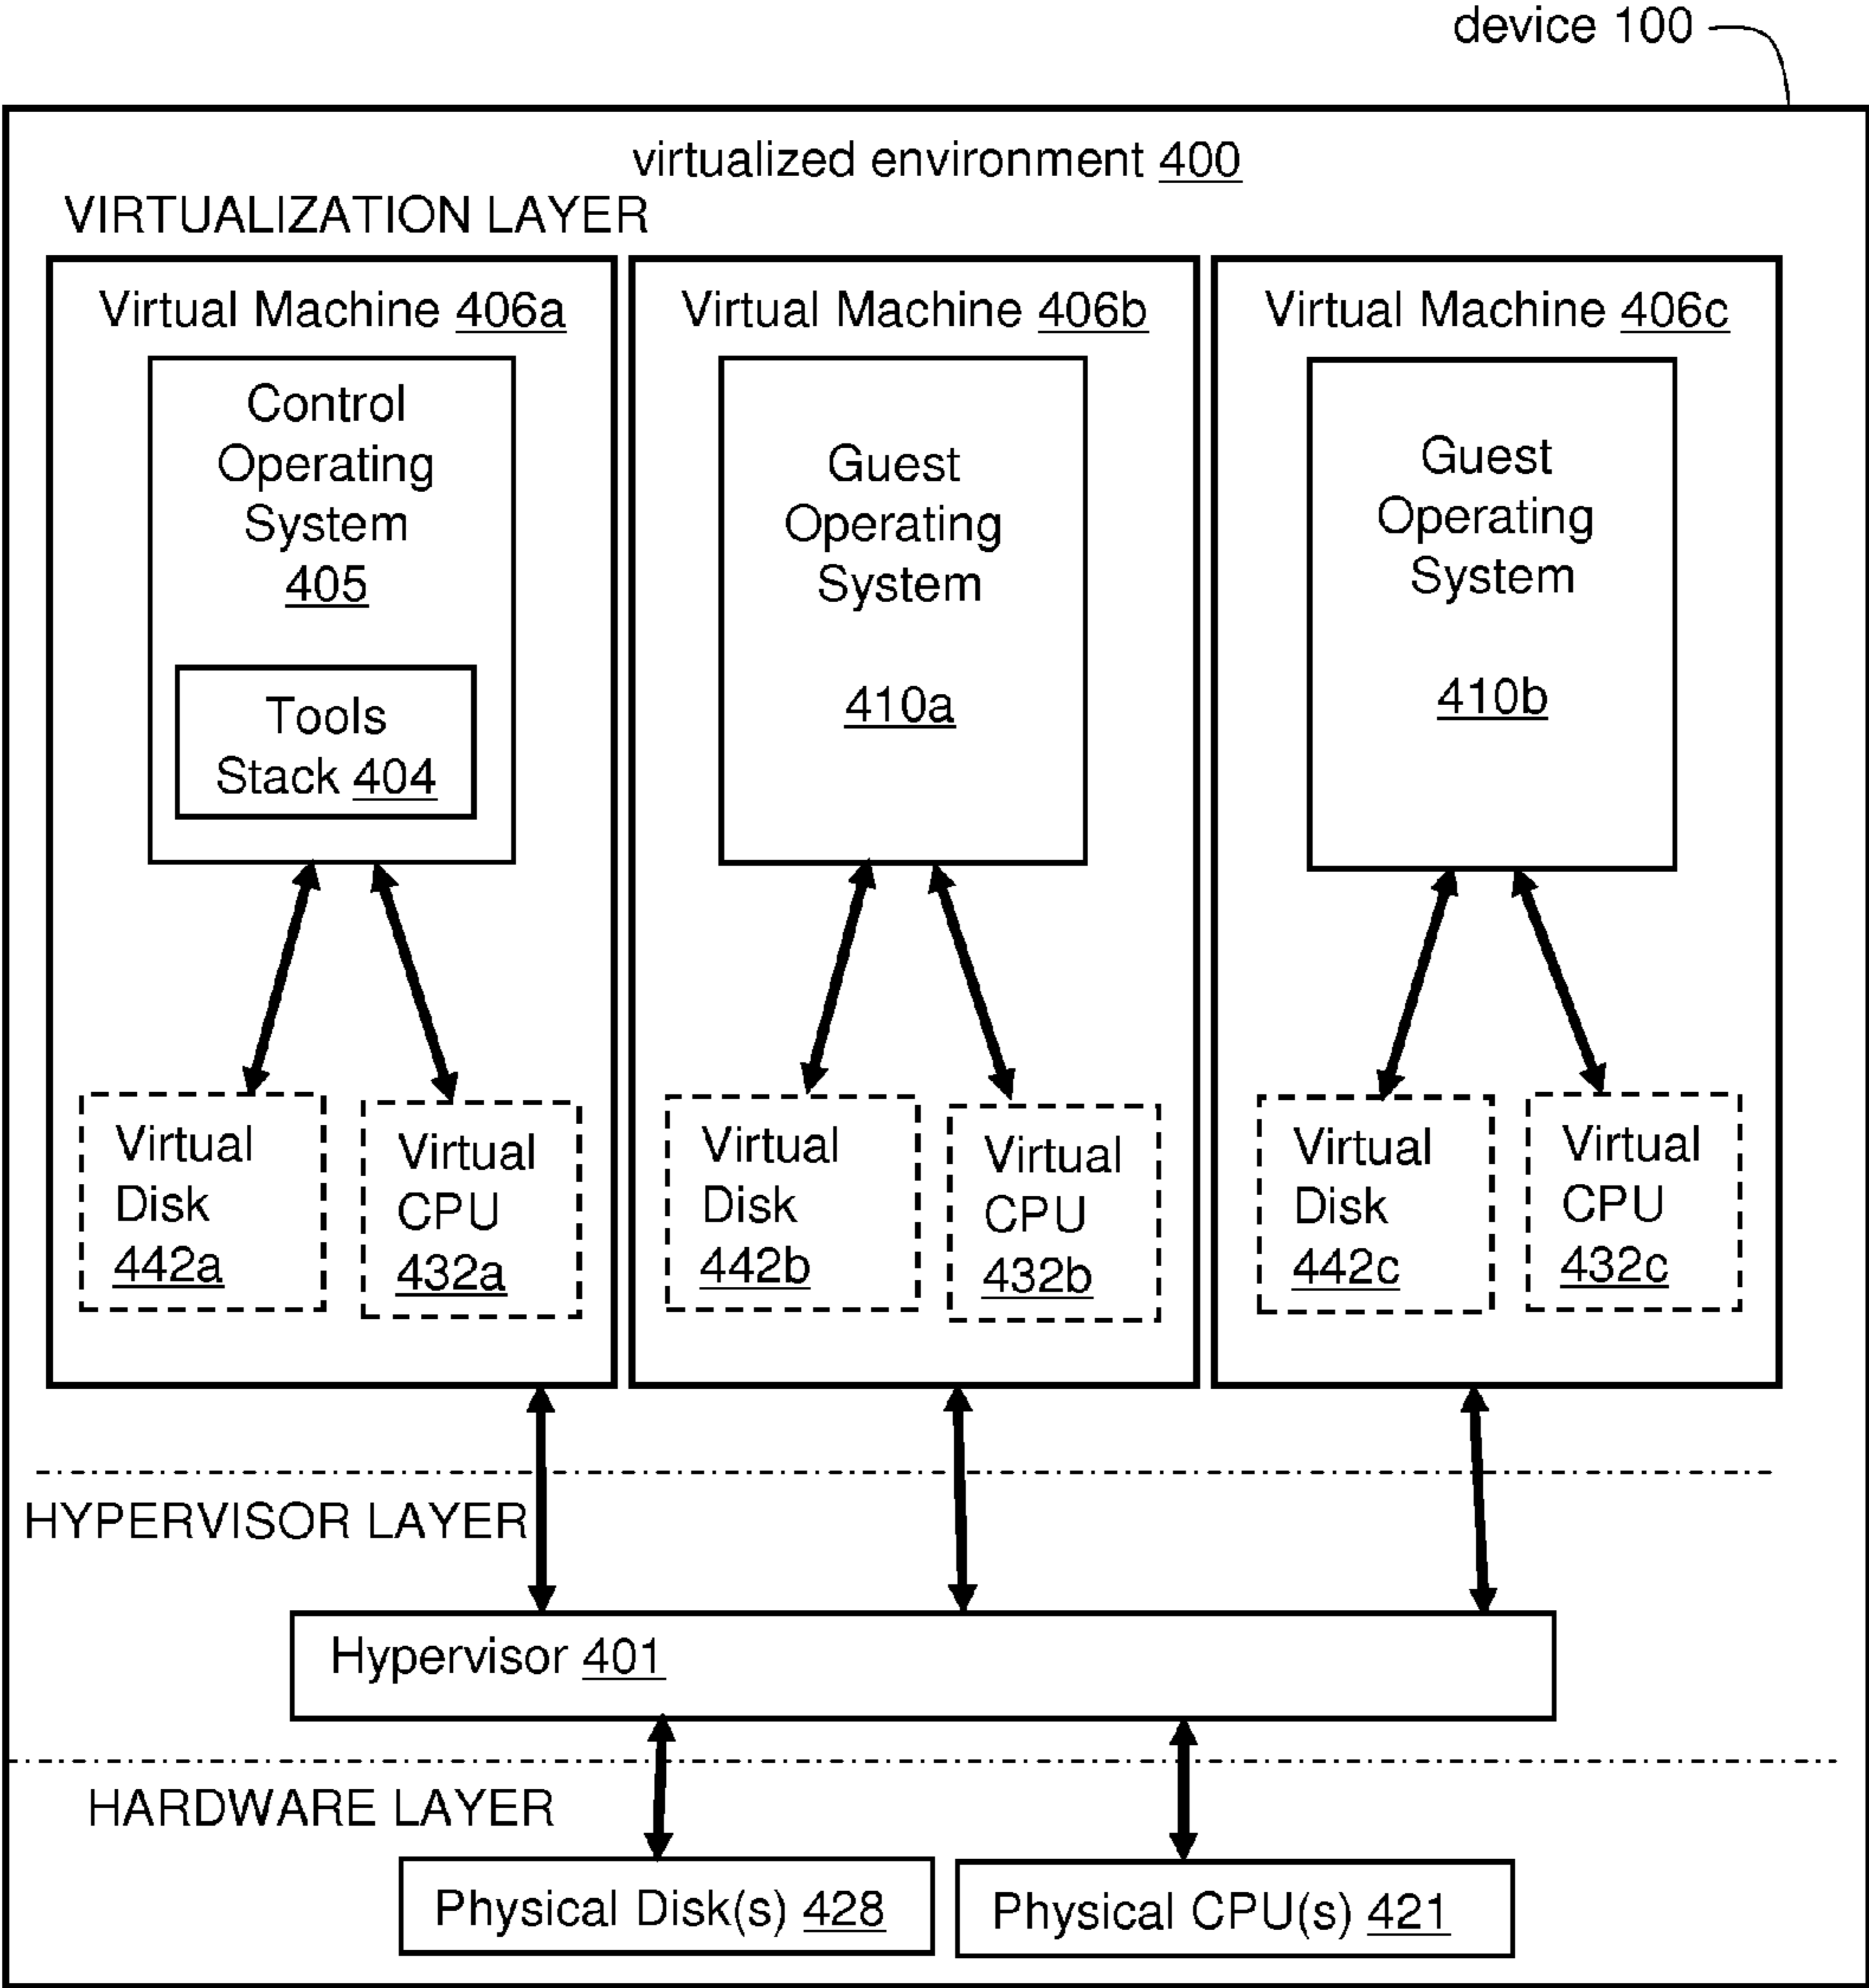 device 100
virtualized environment 400
VIRTUALIZATION LAYER
Virtual Machine 406a
Control
Operating
System
405
Tools
Stack 404
Virtual
Disk
442a
Virtual
CPU
432a
Virtual Machine 406b
Guest
Operating
System
410a
Virtual
Disk
442b
Virtual
CPU
432b
Virtual Machine 406c
Guest
Operating
System
410b
Virtual
Disk
442c
Virtual
CPU
432c
HYPERVISOR LAYER
Hypervisor 401
HARDWARE LAYER
Physical Disk(s) 428
Physical CPU(s) 421